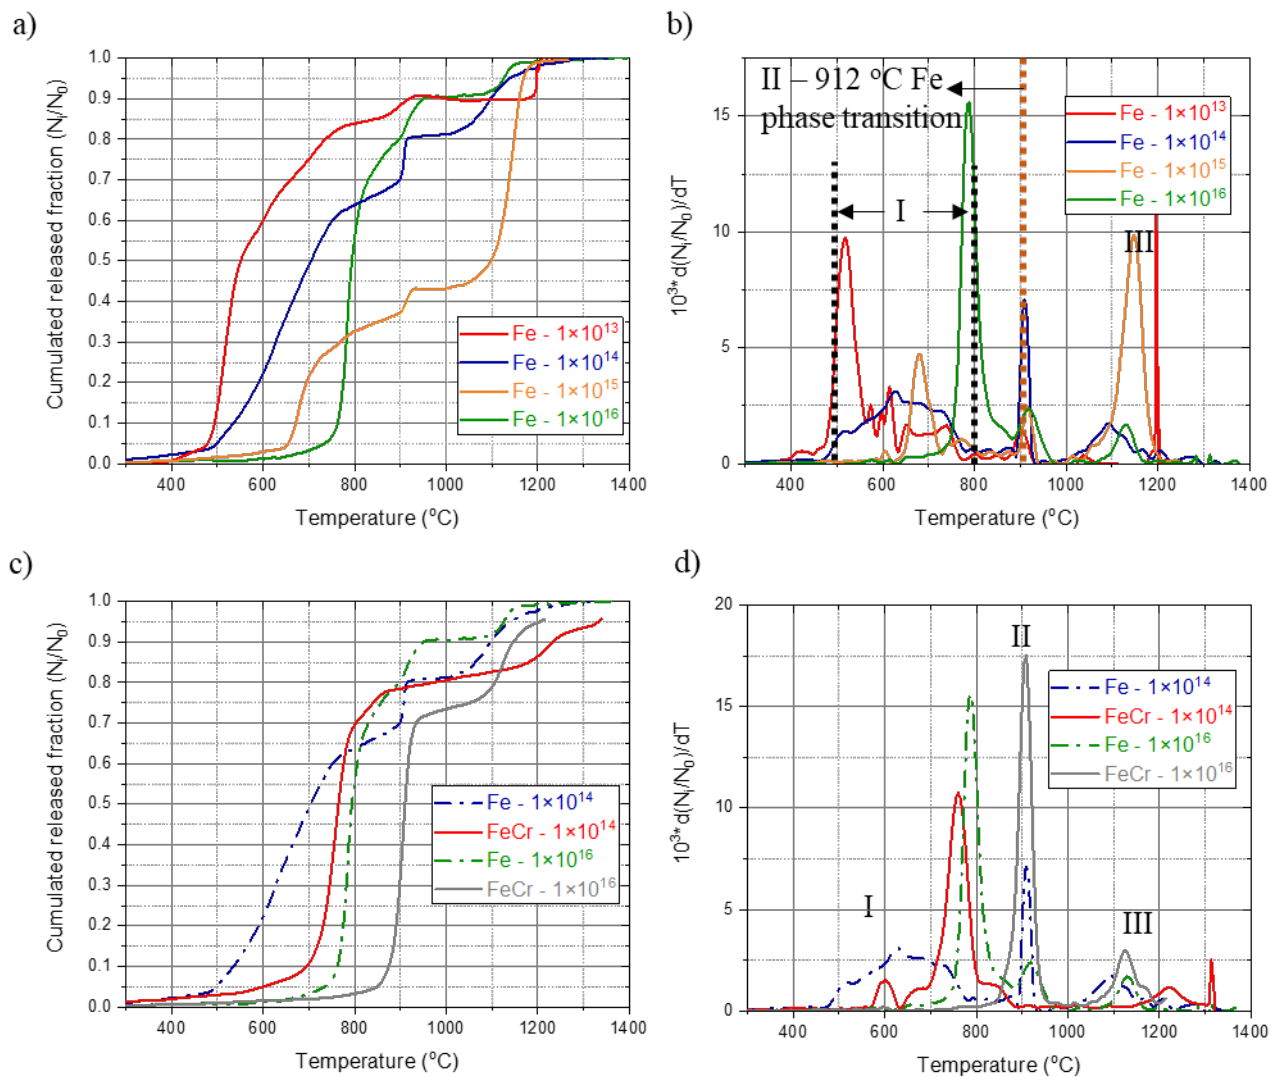 a)
Cumulated released fraction (Nᵢ/N₀)
1.0
0.9
0.8
0.7
0.6
0.5
0.4
0.3
0.2
0.1
0.0
Fe - 1×10¹³
Fe - 1×10¹⁴
Fe - 1×10¹⁵
Fe - 1×10¹⁶
400 600 800 1000 1200 1400
Temperature (°C)
b)
10³* d(Nᵢ/N₀)/dT
15
10
5
0
II – 912 °C Fe
phase transition
Fe - 1×10¹³
Fe - 1×10¹⁴
Fe - 1×10¹⁵
Fe - 1×10¹⁶
I
III
400 600 800 1000 1200 1400
Temperature (°C)
c)
Cumulated released fraction (Nᵢ/N₀)
1.0
0.9
0.8
0.7
0.6
0.5
0.4
0.3
0.2
0.1
0.0
Fe - 1×10¹⁴
FeCr - 1×10¹⁴
Fe - 1×10¹⁶
FeCr - 1×10¹⁶
400 600 800 1000 1200 1400
Temperature (°C)
d)
10³* d(Nᵢ/N₀)/dT
20
15
10
5
0
II
Fe - 1×10¹⁴
FeCr - 1×10¹⁴
Fe - 1×10¹⁶
FeCr - 1×10¹⁶
I
III
400 600 800 1000 1200 1400
Temperature (°C)